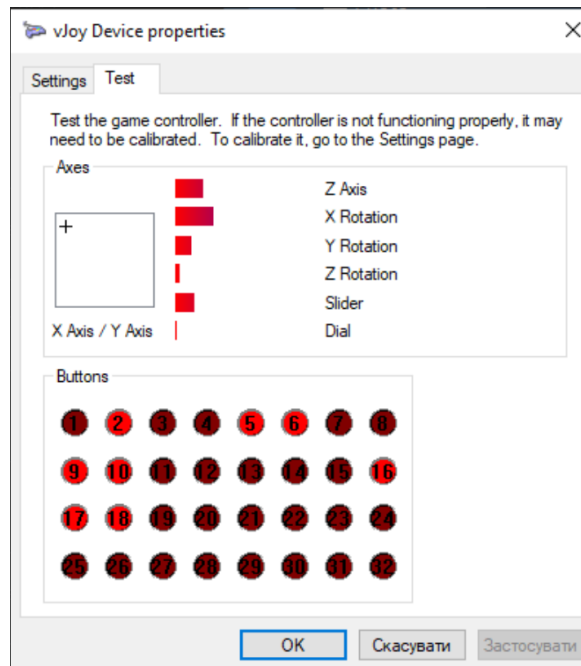 vJoy Device properties
Settings
Test
Test the game controller. If the controller is not functioning properly, it may
need to be calibrated. To calibrate it, go to the Settings page.
Axes
Z Axis
X Rotation
Y Rotation
Z Rotation
Slider
X Axis / Y Axis
Dial
Buttons
1 2 3 4 5 6 7 8
9 10 11 12 13 14 15 16
17 18 19 20 21 22 23 24
25 26 27 28 29 30 31 32
OK
Скасувати
Застосувати